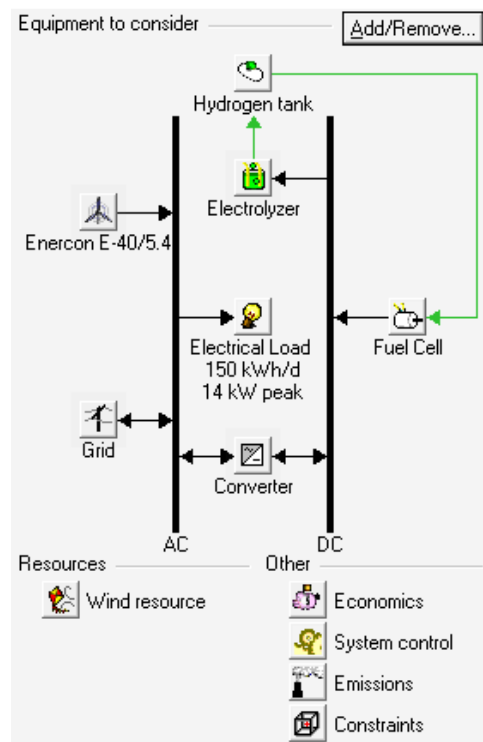 Equipment to consider
Add/Remove...
Hydrogen tank
Electrolyzer
Enercon E-40/5.4
Electrical Load
150 kWh/d
14 kW peak
Fuel Cell
Grid
Converter
AC
DC
Resources
Other
Wind resource
Economics
System control
Emissions
Constraints